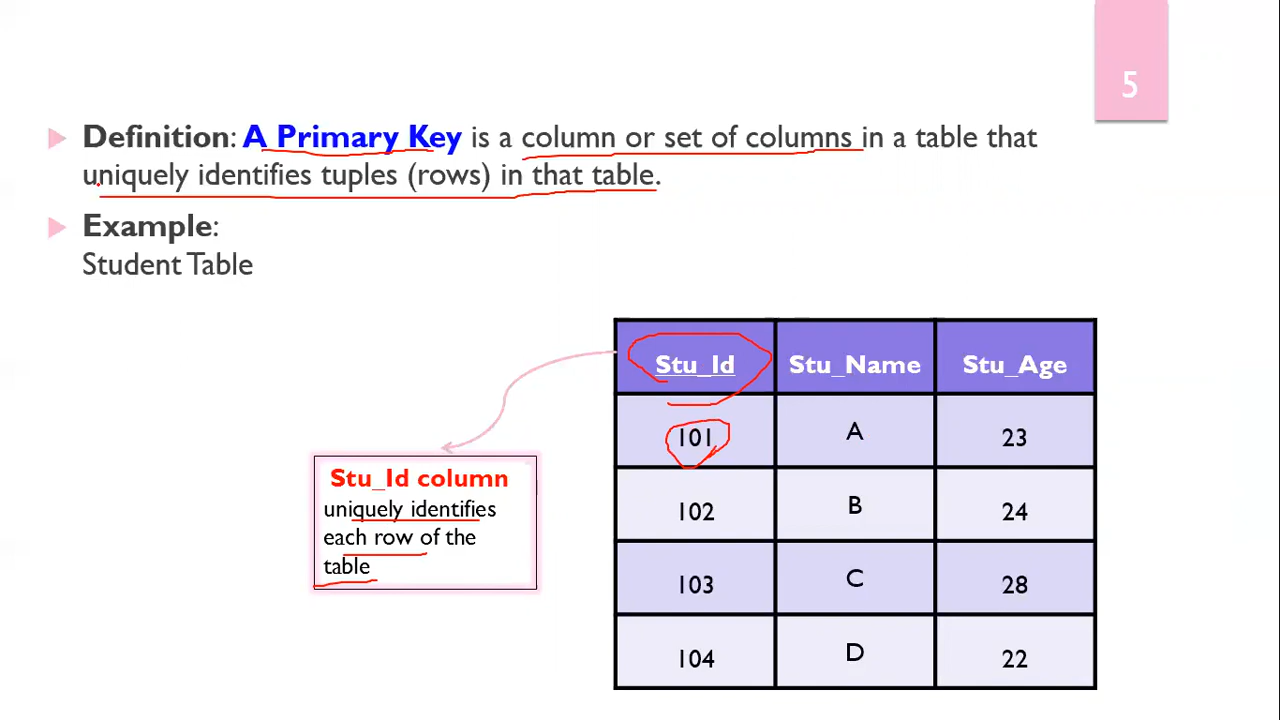 5
Definition: A Primary Key is a column or set of columns in a table that
uniquely identifies tuples (rows) in that table.
Example:
Student Table
Stu_Id Stu_Name Stu_Age
101 A 23
102 B 24
103 C 28
104 D 22
Stu_Id column
uniquely identifies
each row of the
table